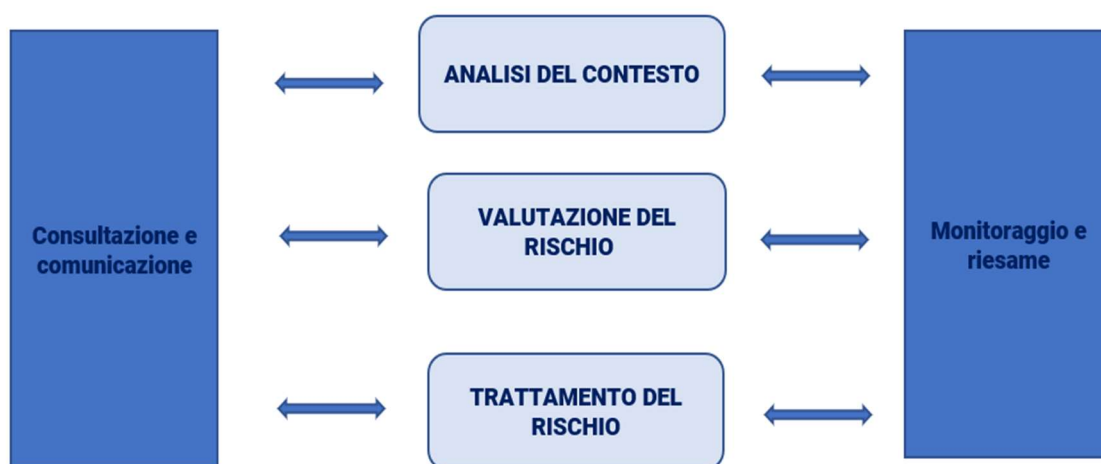 ANALISI DEL CONTESTO
VALUTAZIONE DEL
RISCHIO
Consultazione e
comunicazione
Monitoraggio e
riesame
TRATTAMENTO DEL
RISCHIO